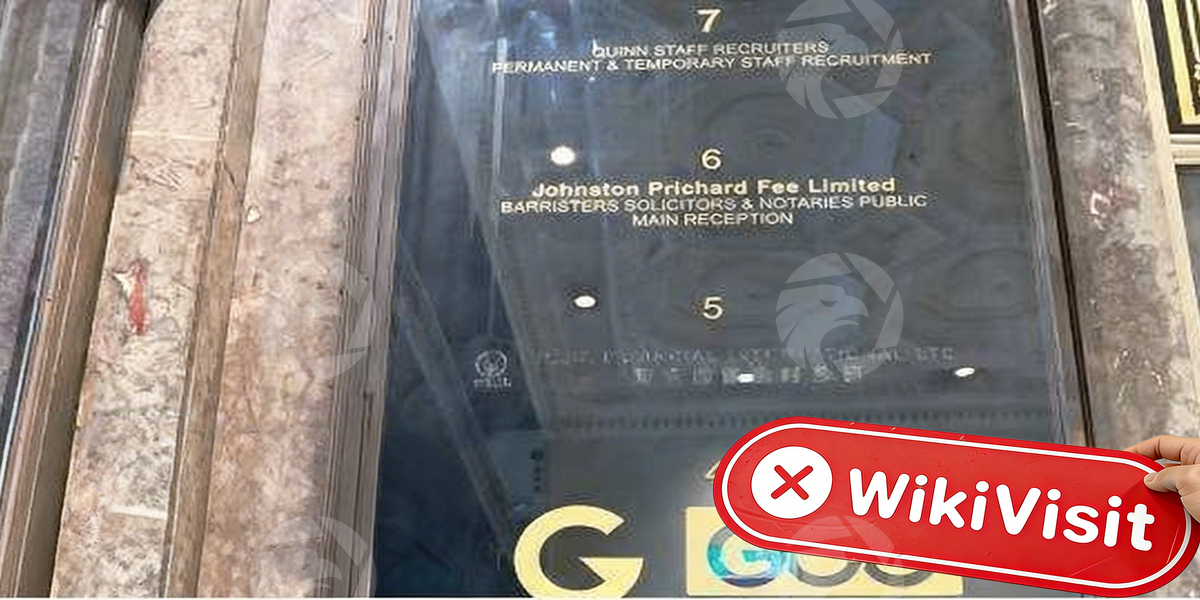 7
QUINN STAFF RECRUITERS
PERMANENT & TEMPORARY STAFF RECRUITMENT
6
Johnston Prichard Fee Limited
BARRISTERS SOLICITORS & NOTARIES PUBLIC
MAIN RECEPTION
5
G
WikiVisit